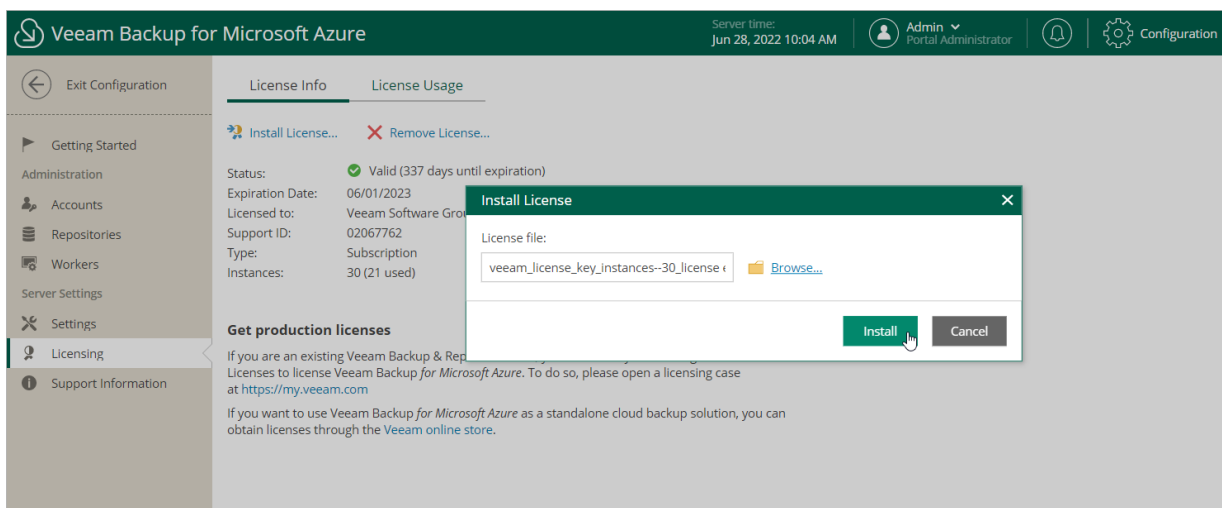 Veeam Backup for Microsoft Azure
Server time:
Jun 28, 2022 10:04 AM
Admin
Portal Administrator
Configuration
Exit Configuration
Getting Started
Administration
Accounts
Repositories
Workers
Server Settings
Settings
Licensing
Support Information
License Info License Usage
Install License... Remove License...
Status: Valid (337 days until expiration)
Expiration Date: 06/01/2023
Licensed to: Veeam Software
Support ID: 02067762
Type: Subscription
Instances: 30 (21 used)
Install License
License file:
veeam_license_key_instances--30_license
Browse...
Install Cancel
Get production licenses
If you are an existing Veeam Backup &
Licenses to license Veeam Backup for Microsoft Azure. To do so, please open a licensing case
at https://my.veeam.com
If you want to use Veeam Backup for Microsoft Azure as a standalone cloud backup solution, you can
obtain licenses through the Veeam online store.